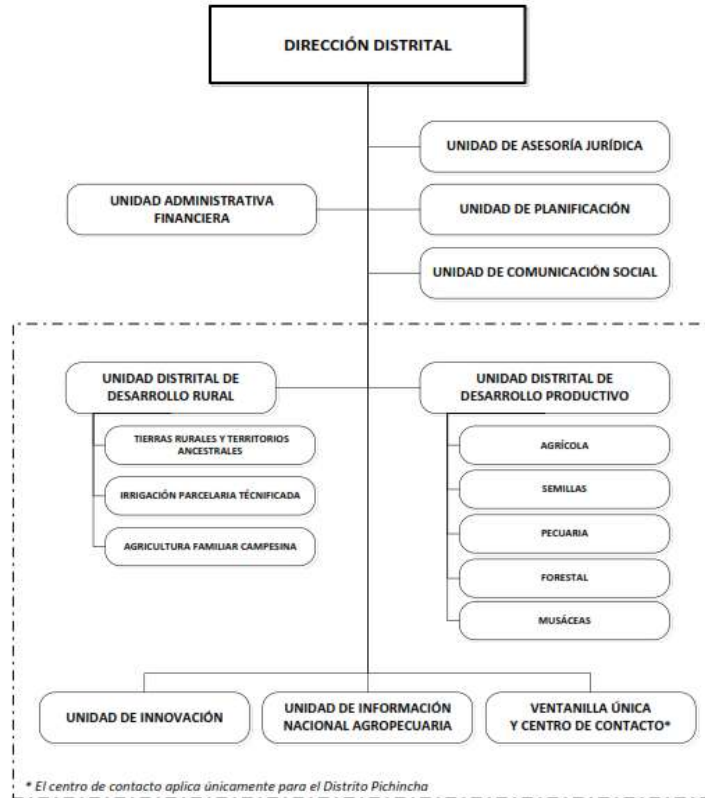 DIRECCIÓN DISTRITAL
UNIDAD DE ASESORÍA JURÍDICA
UNIDAD ADMINISTRATIVA
FINANCIERA
UNIDAD DE PLANIFICACIÓN
UNIDAD DE COMUNICACIÓN SOCIAL
UNIDAD DISTRITAL DE
DESARROLLO RURAL
TIERRAS RURALES Y TERRITORIOS
ANCESTRALES
IRRIGACIÓN PARCELARIA TÉCNIFICADA
AGRICULTURA FAMILIAR CAMPESINA
UNIDAD DISTRITAL DE
DESARROLLO PRODUCTIVO
AGRÍCOLA
SEMILLAS
PECUARIA
FORESTAL
MUSÁCEAS
UNIDAD DE INNOVACIÓN
UNIDAD DE INFORMACIÓN
NACIONAL AGROPECUARIA
VENTANILLA ÚNICA
Y CENTRO DE CONTACTO*
* El centro de contacto aplica únicamente para el Distrito Pichincha